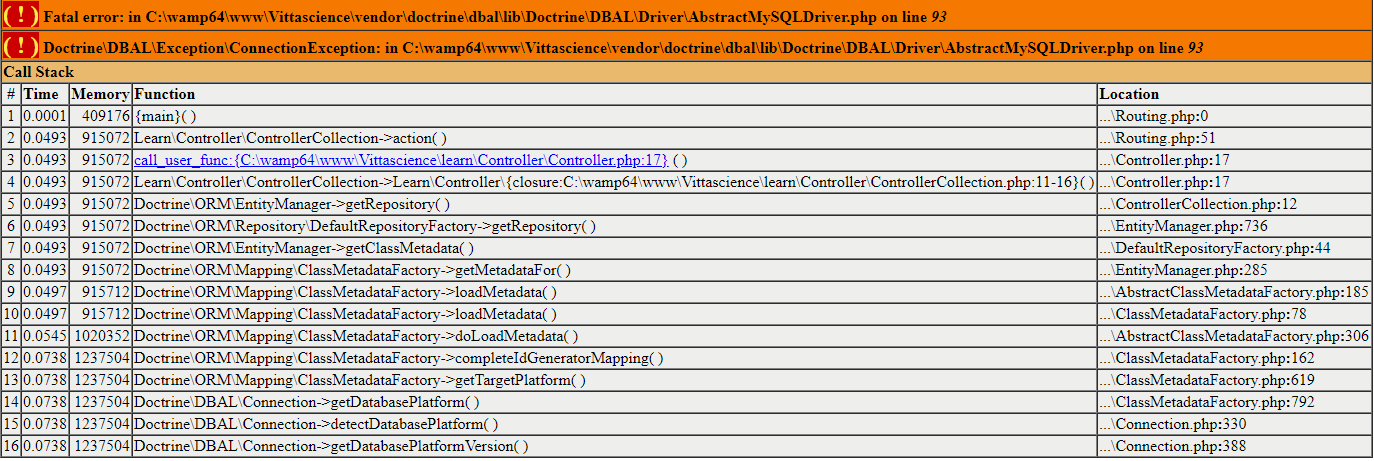 ( ! ) Fatal error: in C:\wamp64\www\Vittascience\vendor\doctrine\dbal\lib\Doctrine\DBAL\Driver\AbstractMySQLDriver.php on line 93
( ! ) Doctrine\DBAL\Exception\ConnectionException: in C:\wamp64\www\Vittascience\vendor\doctrine\dbal\lib\Doctrine\DBAL\Driver\AbstractMySQLDriver.php on line 93
Call Stack
# Time Memory Function Location
1 0.0001 409176 {main}( ) ...\Routing.php:0
2 0.0493 915072 Learn\Controller\ControllerCollection->action( ) ...\Routing.php:51
3 0.0493 915072 call_user_func:{C:\wamp64\www\Vittascience\learn\Controller\Controller.php:17} ( ) ...\Controller.php:17
4 0.0493 915072 Learn\Controller\ControllerCollection->Learn\Controller\{closure:C:\wamp64\www\Vittascience\learn\Controller\ControllerCollection.php:11-16}( ) ...\Controller.php:17
5 0.0493 915072 Doctrine\ORM\EntityManager->getRepository( ) ...\ControllerCollection.php:12
6 0.0493 915072 Doctrine\ORM\Repository\DefaultRepositoryFactory->getRepository( ) ...\EntityManager.php:736
7 0.0493 915072 Doctrine\ORM\EntityManager->getClassMetadata( ) ...\DefaultRepositoryFactory.php:44
8 0.0493 915072 Doctrine\ORM\Mapping\ClassMetadataFactory->getMetadataFor( ) ...\EntityManager.php:285
9 0.0497 915712 Doctrine\ORM\Mapping\ClassMetadataFactory->loadMetadata( ) ...\AbstractClassMetadataFactory.php:185
10 0.0497 915712 Doctrine\ORM\Mapping\ClassMetadataFactory->loadMetadata( ) ...\ClassMetadataFactory.php:78
11 0.0545 1020352 Doctrine\ORM\Mapping\ClassMetadataFactory->doLoadMetadata( ) ...\AbstractClassMetadataFactory.php:306
12 0.0738 1237504 Doctrine\ORM\Mapping\ClassMetadataFactory->completeIdGeneratorMapping( ) ...\ClassMetadataFactory.php:162
13 0.0738 1237504 Doctrine\ORM\Mapping\ClassMetadataFactory->getTargetPlatform( ) ...\ClassMetadataFactory.php:619
14 0.0738 1237504 Doctrine\DBAL\Connection->getDatabasePlatform( ) ...\ClassMetadataFactory.php:792
15 0.0738 1237504 Doctrine\DBAL\Connection->detectDatabasePlatform( ) ...\Connection.php:330
16 0.0738 1237504 Doctrine\DBAL\Connection->getDatabasePlatformVersion( ) ...\Connection.php:388